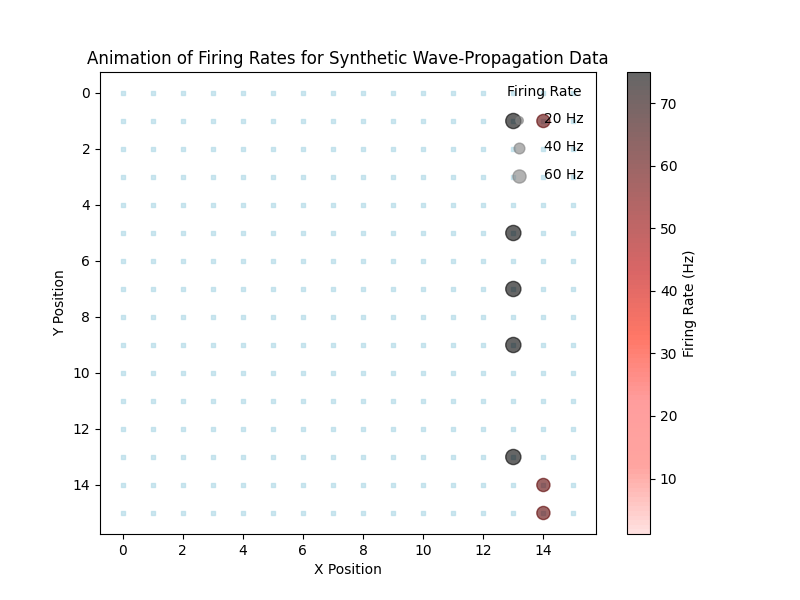 Animation of Firing Rates for Synthetic Wave-Propagation Data
Firing Rate
20 Hz
40 Hz
60 Hz
0
2
4
6
8
10
12
14
Y Position
0 2 4 6 8 10 12 14
X Position
70
60
50
40
30
20
10
Firing Rate (Hz)